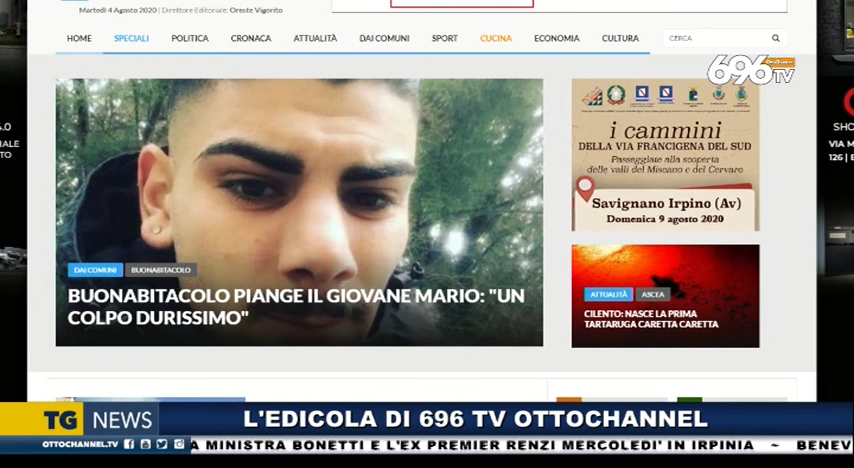 Martedì 4 Agosto 2020 | Direttore Editoriale: Oreste Vigorito
HOME SPECIALI POLITICA CRONACA ATTUALITÀ DAI COMUNI SPORT CUCINA ECONOMIA CULTURA CERCA
696 TV
i cammini
DELLA VIA FRANCIGENA DEL SUD
Passeggiate alla scoperta
delle valli del Miscano e del Cervaro
Savignano Irpino (Av)
Domenica 9 agosto 2020
DAI COMUNI BUONABITACOLO
BUONABITACOLO PIANGE IL GIOVANE MARIO: "UN
COLPO DURISSIMO"
ATTUALITÀ ASCEA
CILENTO: NASCE LA PRIMA
TARTARUGA CARETTA CARETTA
SHO
VIA M
126 | E
TG NEWS L'EDICOLA DI 696 TV OTTOCHANNEL
OTTOCHANNEL.TV A MINISTRA BONETTI E L'EX PREMIER RENZI MERCOLEDI' IN IRPINIA ~ BENEV